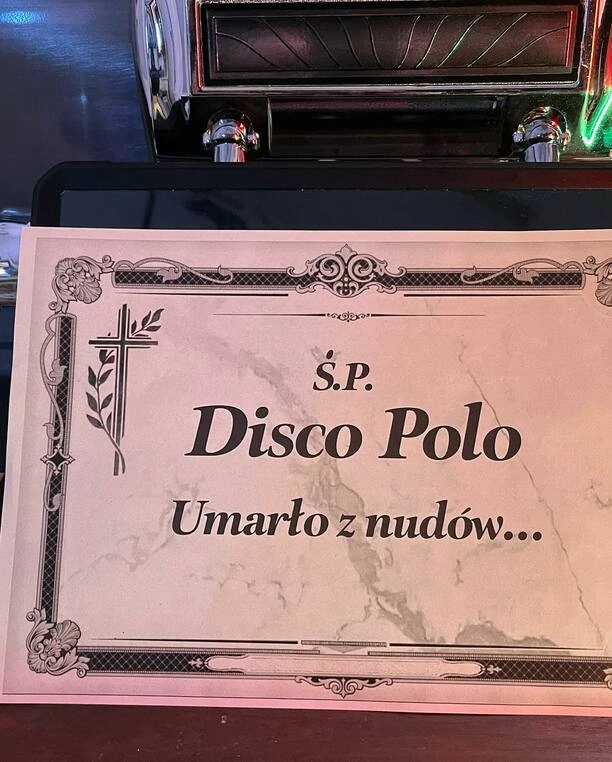 Ś.P.
Disco Polo
Umarło z nudów...